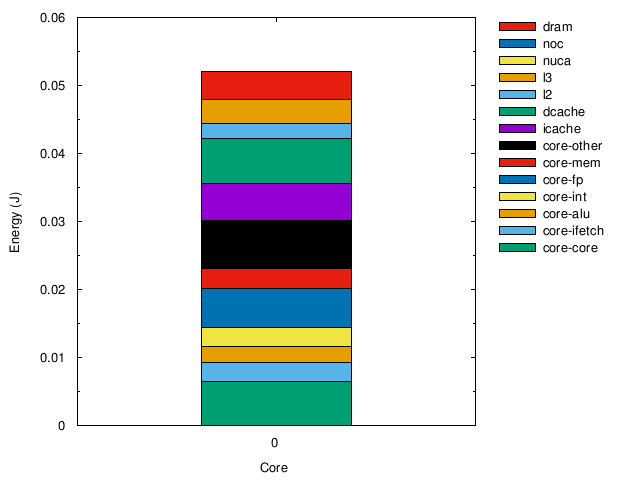 0.06
0.05
0.04
0.03
0.02
0.01
0
Energy (J)
0
Core
dram
noc
nuca
l3
l2
dcache
icache
core-other
core-mem
core-fp
core-int
core-alu
core-ifetch
core-core